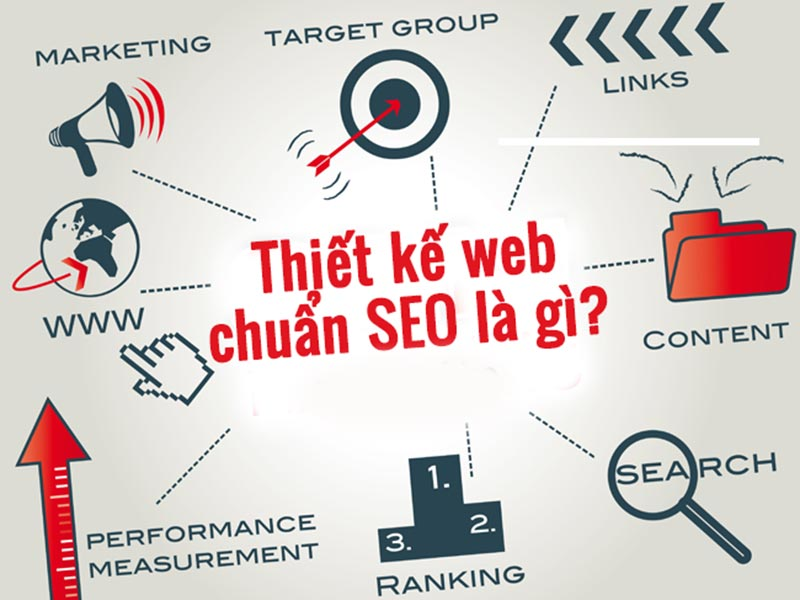 MARKETING
TARGET GROUP
LINKS
Thiết kế web
chuẩn SEO là gì?
WWW
CONTENT
SEARCH
1.
2.
3.
PERFORMANCE
MEASUREMENT
RANKING